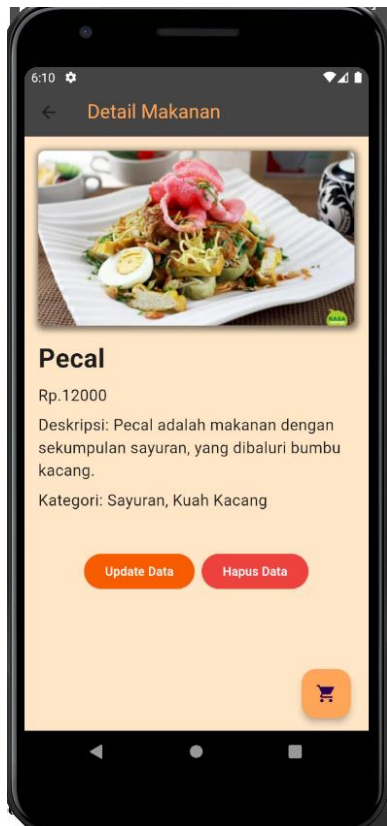 6:10
Detail Makanan
Pecal
Rp.12000
Deskripsi: Pecal adalah makanan dengan
sekumpulan sayuran, yang dibaluri bumbu
kacang.
Kategori: Sayuran, Kuah Kacang
Update Data
Hapus Data